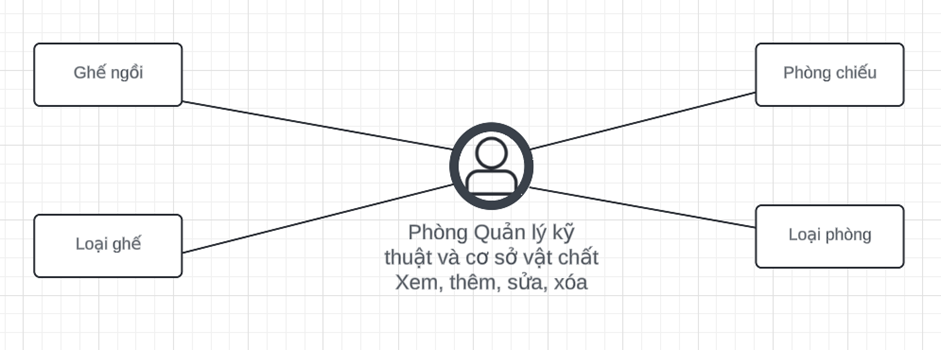 Ghế ngồi
Phòng chiếu
Loại ghế
Phòng Quản lý kỹ
thuật và cơ sở vật chất
Xem, thêm, sửa, xóa
Loại phòng